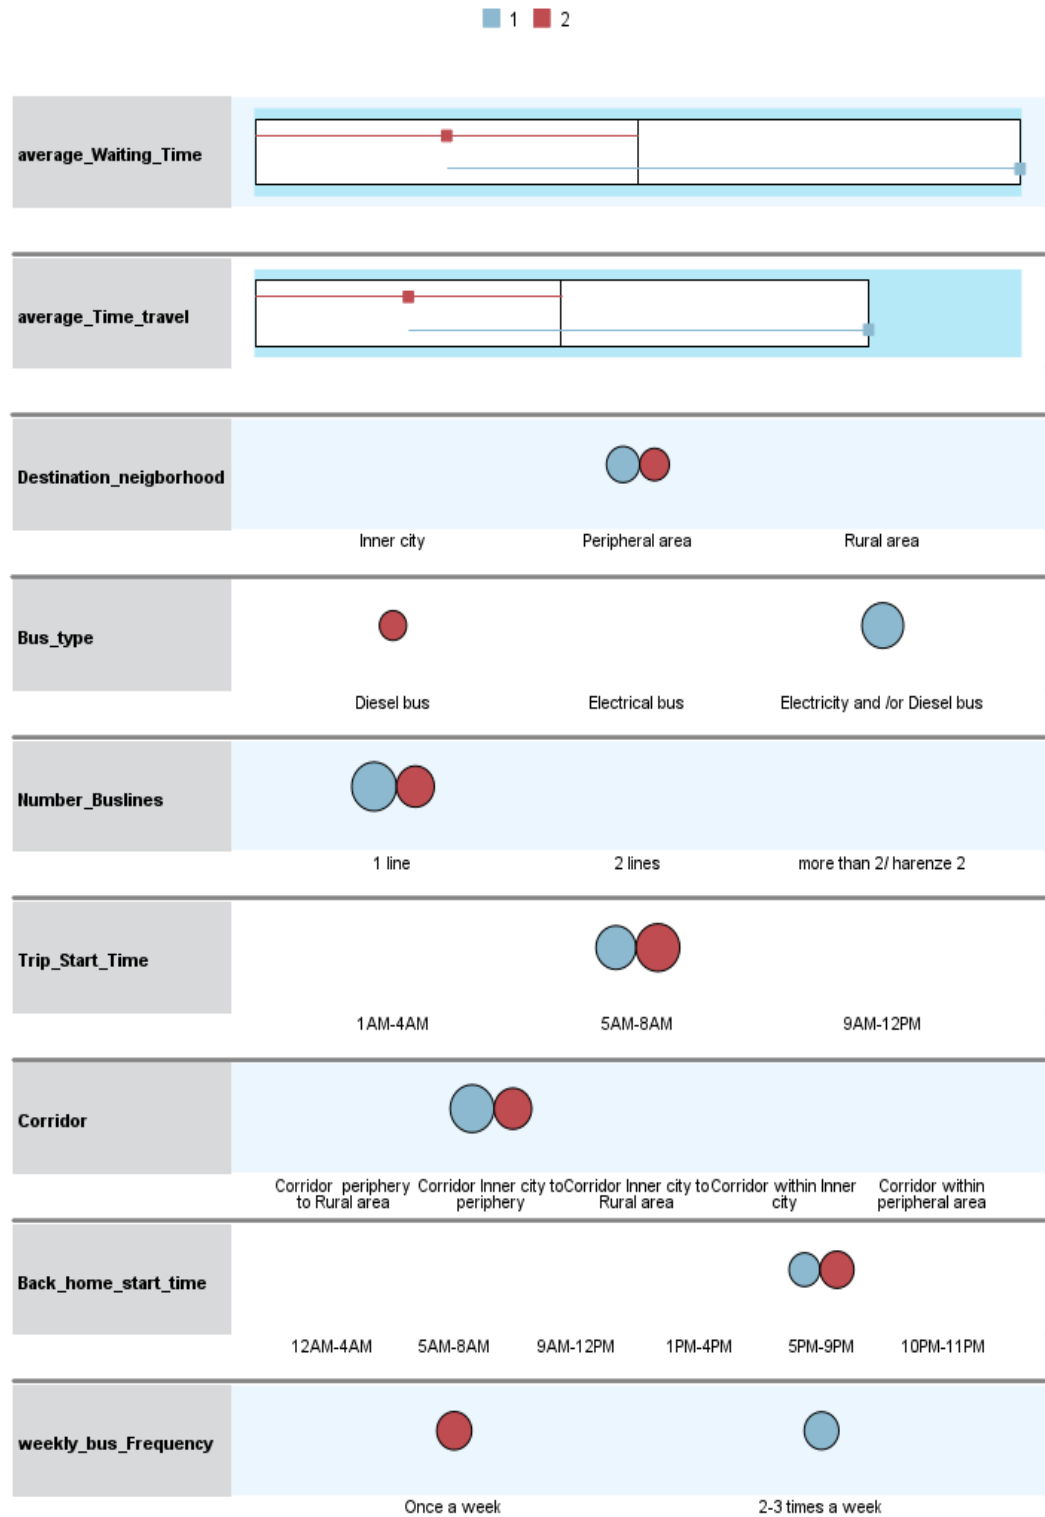 1 2
average_Waiting_Time
average_Time_travel
Destination_neigborhood
Inner city Peripheral area Rural area
Bus_type
Diesel bus Electrical bus Electricity and /or Diesel bus
Number_Buslines
1 line 2 lines more than 2/ harenze 2
Trip_Start_Time
1AM-4AM 5AM-8AM 9AM-12PM
Corridor
Corridor periphery to Rural area
Corridor Inner city to periphery
Corridor Inner city to Rural area
Corridor within Inner city
Corridor within peripheral area
Back_home_start_time
12AM-4AM 5AM-8AM 9AM-12PM 1PM-4PM 5PM-9PM 10PM-11PM
weekly_bus_Frequency
Once a week 2-3 times a week